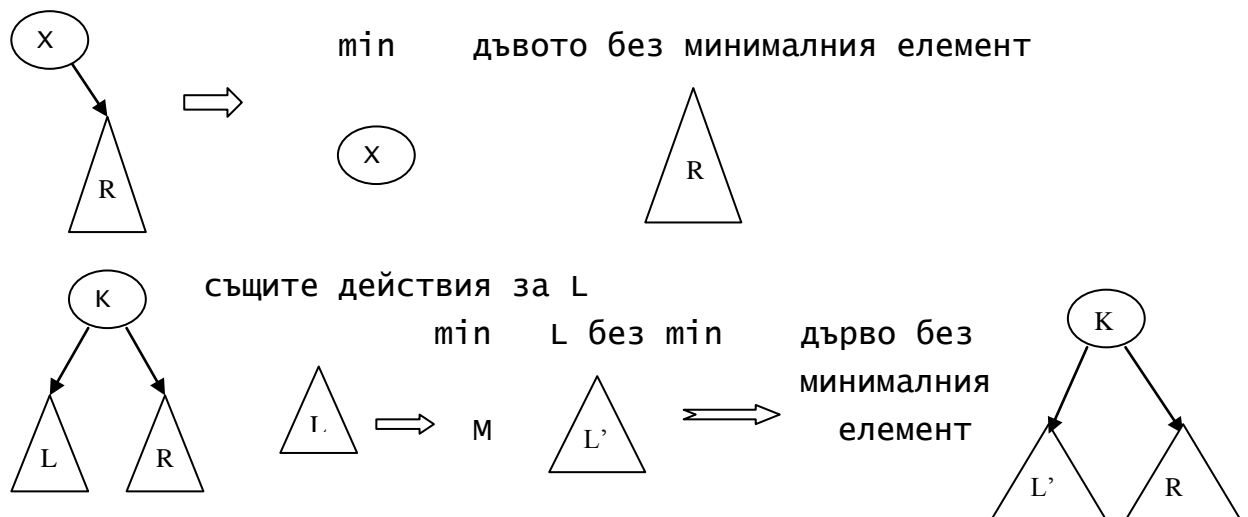 X
min дъвото без минималния елемент
X
R
R
същите действия за L
K
min L без min дърво без
K
минималния
L
M
L’
елемент
L
R
L’
R